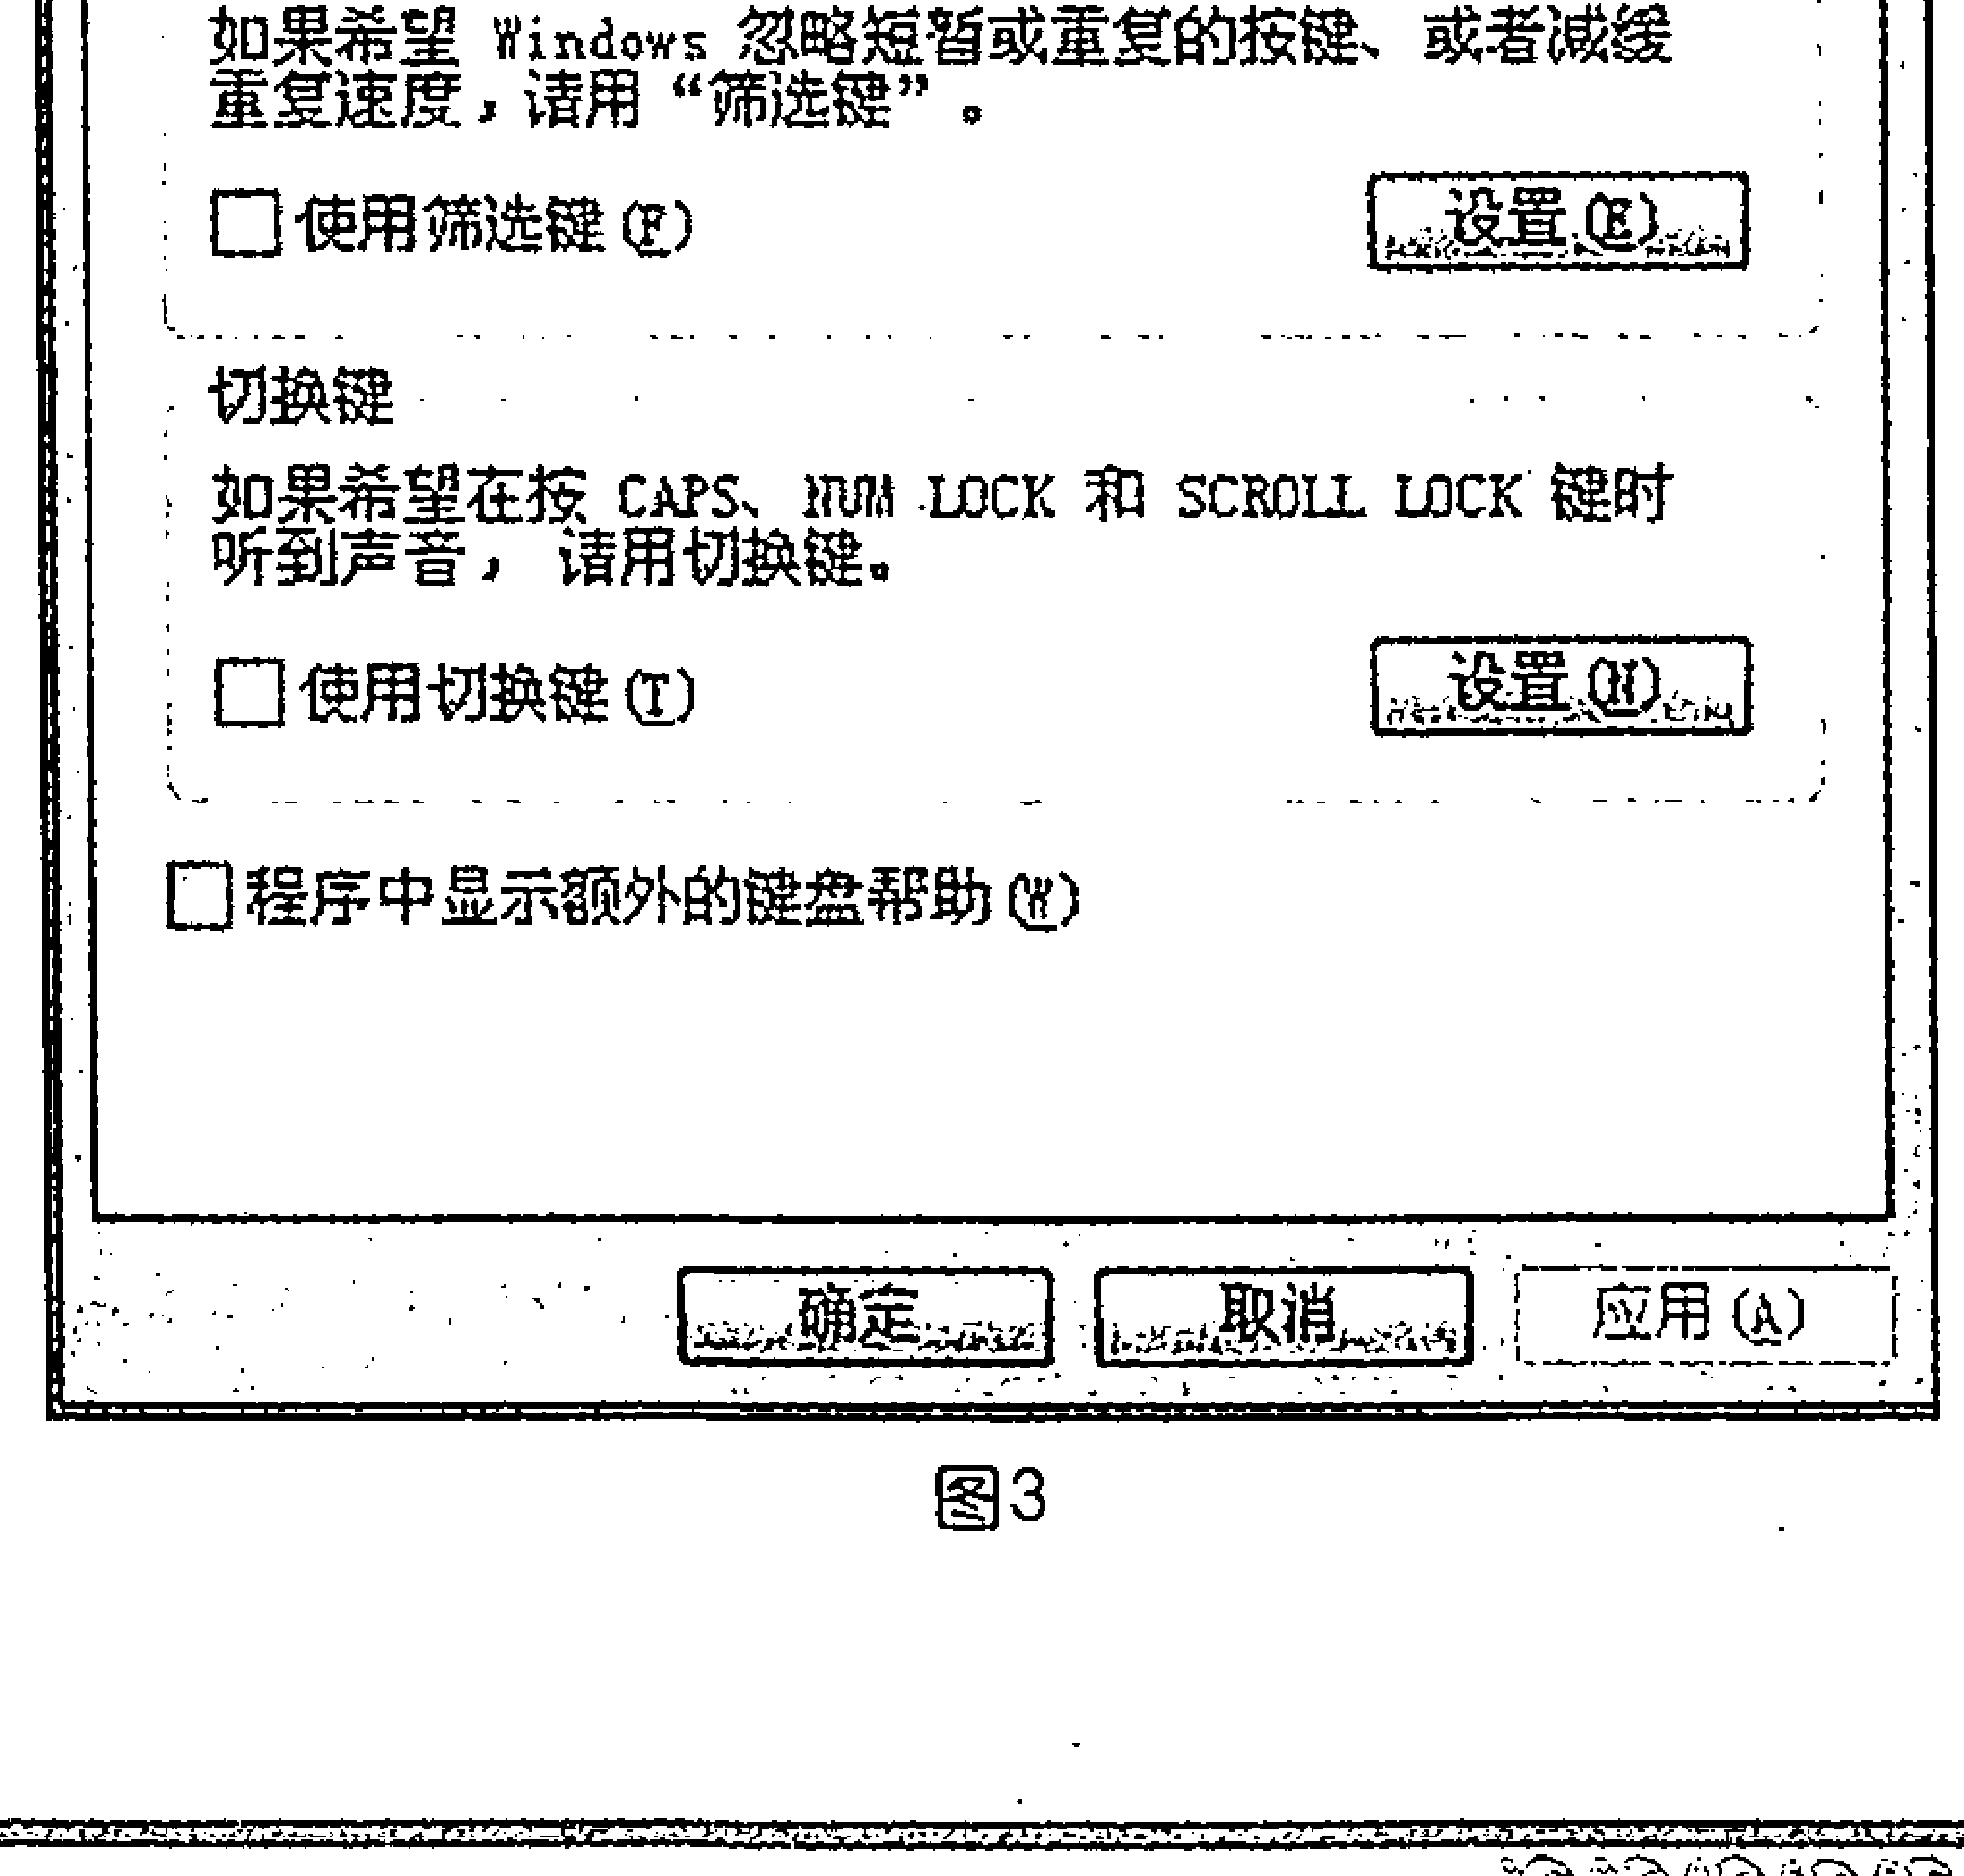 如果希望 Windows 忽略短暂或重复的按键、或者减缓
重复速度，请用“筛选键”。
使用筛选键(F)
设置(E)
切换键
如果希望在按 CAPS、NUM LOCK 和 SCROLL LOCK 键时
听到声音， 请用切换键。
使用切换键(T)
设置(N)
程序中显示额外的键盘帮助(W)
确定 取消 应用(A)
图3